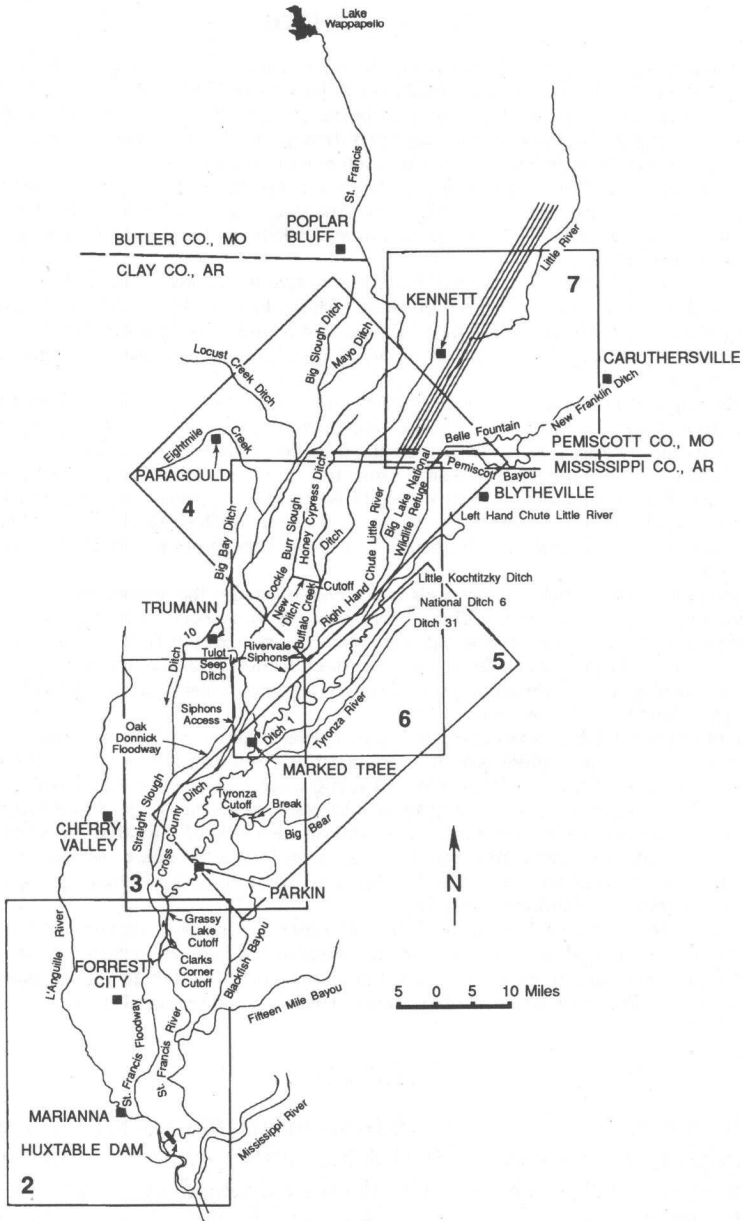 Lake
Wappapello
St. Francis
POPLAR
BLUFF
BUTLER CO., MO
CLAY CO., AR
Little River
7
KENNETT
Big Slough Ditch
Mayo Ditch
Locust Creek Ditch
CARUTHERSVILLE
New Franklin Ditch
Eightmile
Creek
Belle Fountain
PEMISCOTT CO., MO
PARAGOULD
Pemiscott Bayou
MISSISSIPPI CO., AR
BLYTHEVILLE
4
Big Lake National
Wildlife Refuge
Left Hand Chute Little River
Big Bay Ditch
Cockle Burr Slough
Honey Cypress Ditch
Ditch
Right Hand Chute Little River
New
Ditch
Cutoff
Buffalo Creek
Little Kochtitzky Ditch
National Ditch 6
Ditch 31
TRUMANN
Ditch 10
Tulot
Seep
Ditch
Rivervale
Siphons
5
Siphons
Access
6
Oak
Donnick
Floodway
Ditch 1
Tyronza River
MARKED TREE
Straight Slough
Cross County Ditch
Tyronza
Cutoff
Break
Big Bear
CHERRY
VALLEY
N
3
PARKIN
Grassy
Lake
Cutoff
L'Anguille River
Clarks
Corner
Cutoff
Blackfish Bayou
FORREST
CITY
Fifteen Mile Bayou
5 0 5 10 Miles
St. Francis Floodway
St. Francis River
MARIANNA
Mississippi River
HUXTABLE DAM
2